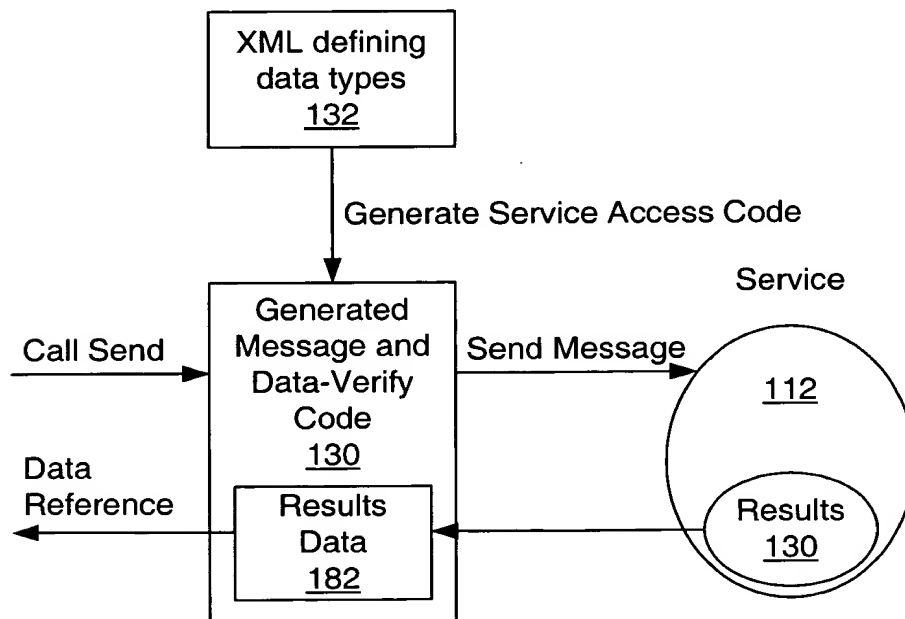 XML defining
data types
132
Generate Service Access Code
Service
Generated
Message and
Data-Verify
Code
130
Call Send
Send Message
112
Data
Reference
Results
Data
182
Results
130